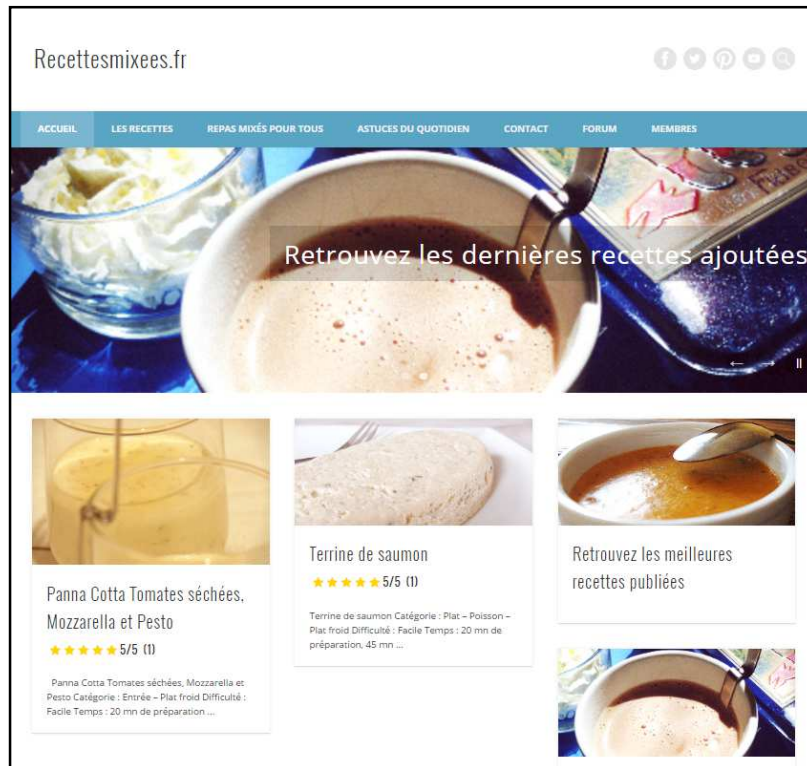 Recettesmixees.fr
ACCUEIL LES RECETTES REPAS MIXÉS POUR TOUS ASTUCES DU QUOTIDIEN CONTACT FORUM MEMBRES
Retrouvez les dernières recettes ajoutées
Panna Cotta Tomates séchées,
Mozzarella et Pesto
5/5 (1)
Panna Cotta Tomates séchées, Mozzarella et
Pesto Catégorie : Entrée – Plat froid Difficulté :
Facile Temps : 20 mn de préparation ...
Terrine de saumon
5/5 (1)
Terrine de saumon Catégorie : Plat – Poisson –
Plat froid Difficulté : Facile Temps : 20 mn de
préparation, 45 mn ...
Retrouvez les meilleures
recettes publiées